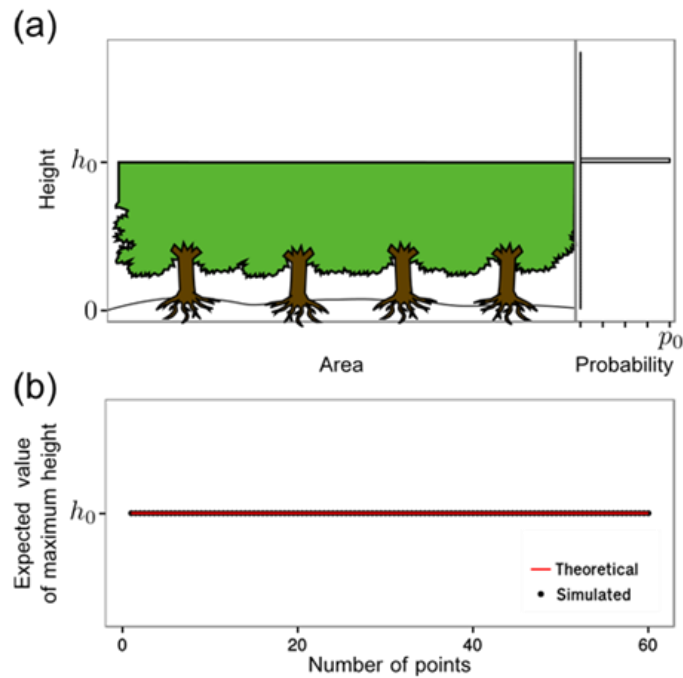 (a)
Height
h₀
0
p₀
Area
Probability
(b)
Expected value
of maximum height
h₀
Theoretical
Simulated
0
20
40
60
Number of points